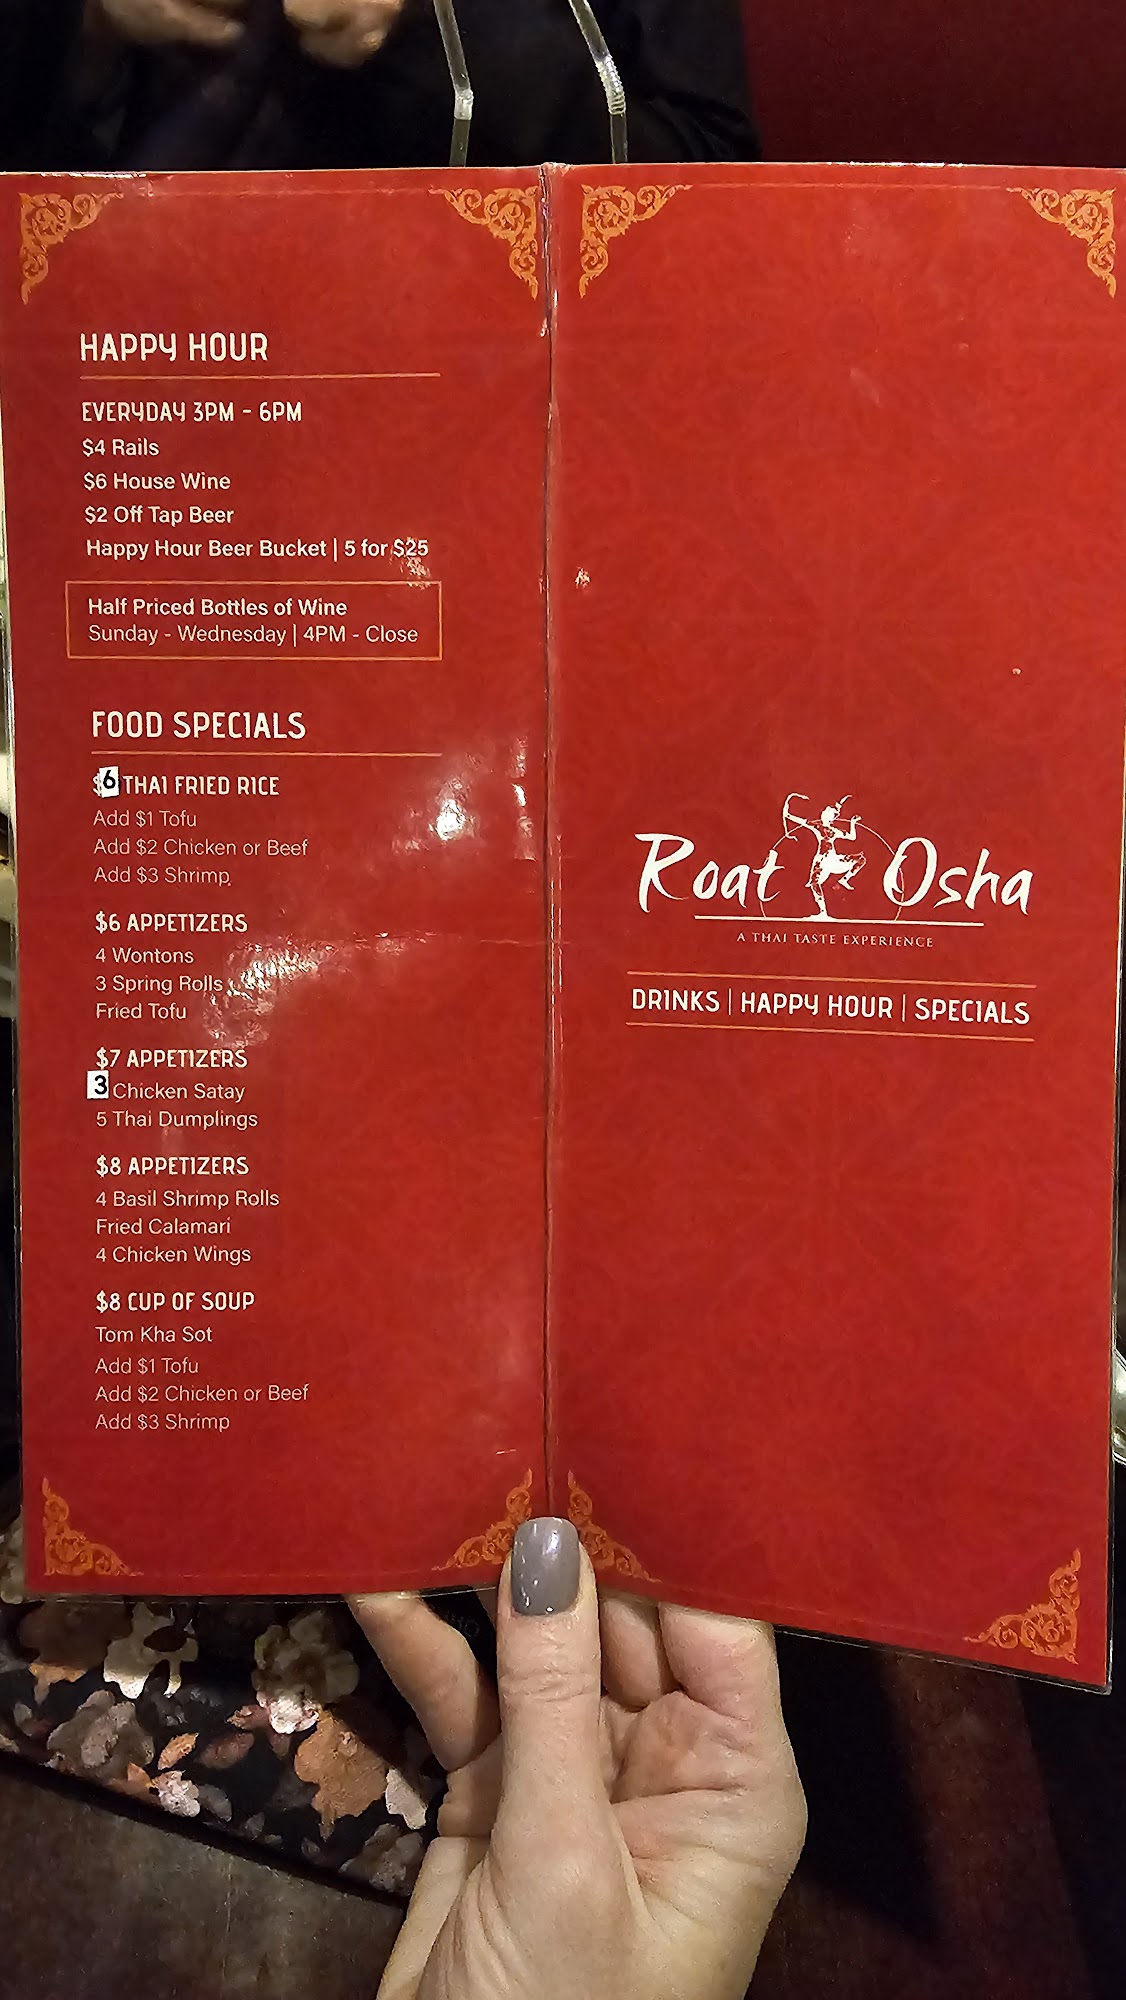 HAPPY HOUR
EVERYDAY 3PM - 6PM
$4 Rails
$6 House Wine
$2 Off Tap Beer
Happy Hour Beer Bucket | 5 for $25
Half Priced Bottles of Wine
Sunday - Wednesday | 4PM - Close
FOOD SPECIALS
$6 THAI FRIED RICE
Add $1 Tofu
Add $2 Chicken or Beef
Add $3 Shrimp
$6 APPETIZERS
4 Wontons
3 Spring Rolls
Fried Tofu
$7 APPETIZERS
3 Chicken Satay
5 Thai Dumplings
$8 APPETIZERS
4 Basil Shrimp Rolls
Fried Calamari
4 Chicken Wings
$8 CUP OF SOUP
Tom Kha Sot
Add $1 Tofu
Add $2 Chicken or Beef
Add $3 Shrimp
Roat Osha
A THAI TASTE EXPERIENCE
DRINKS | HAPPY HOUR | SPECIALS